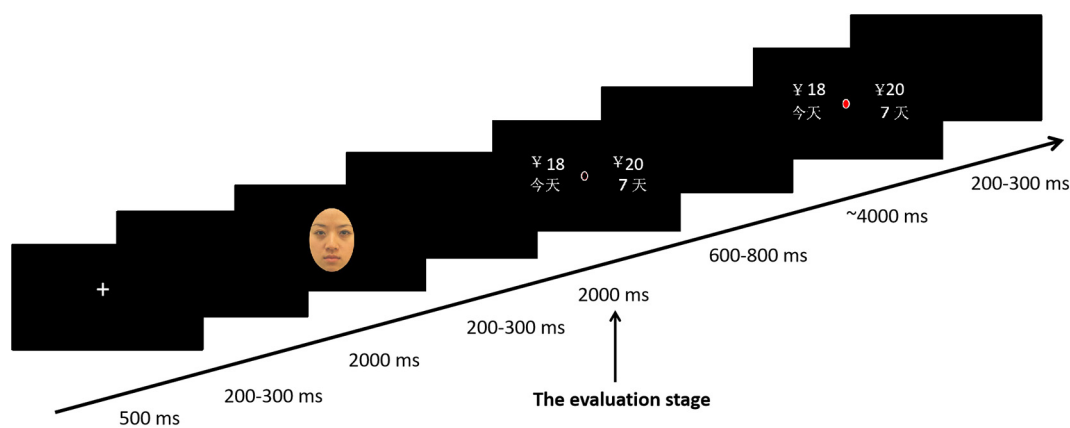 +
¥ 18 ¥20
今天 7 天
¥ 18 ¥20
今天 7 天
500 ms
200-300 ms
2000 ms
200-300 ms
2000 ms
600-800 ms
~4000 ms
200-300 ms
The evaluation stage